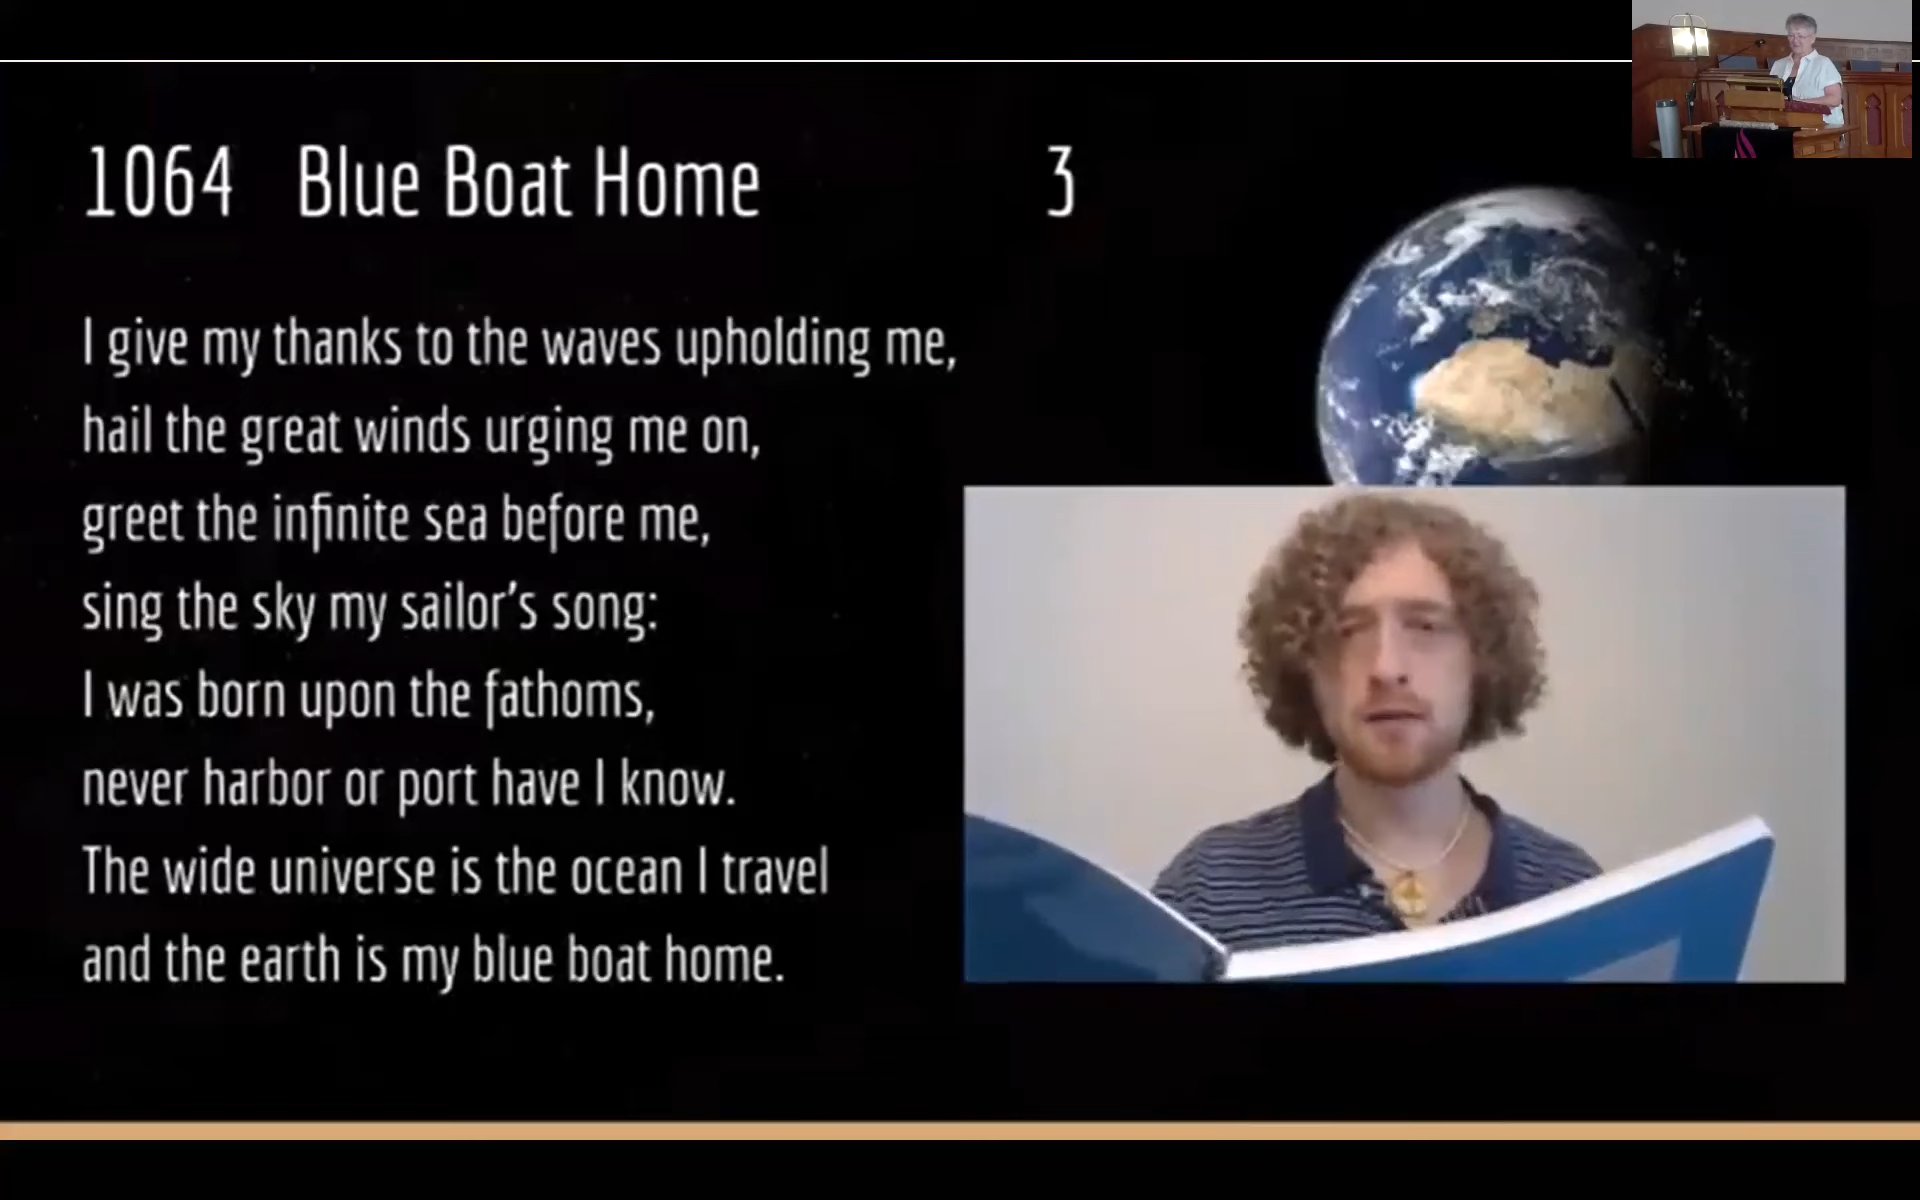 1064 Blue Boat Home 3
I give my thanks to the waves upholding me,
hail the great winds urging me on,
greet the infinite sea before me,
sing the sky my sailor’s song:
I was born upon the fathoms,
never harbor or port have I know.
The wide universe is the ocean I travel
and the earth is my blue boat home.